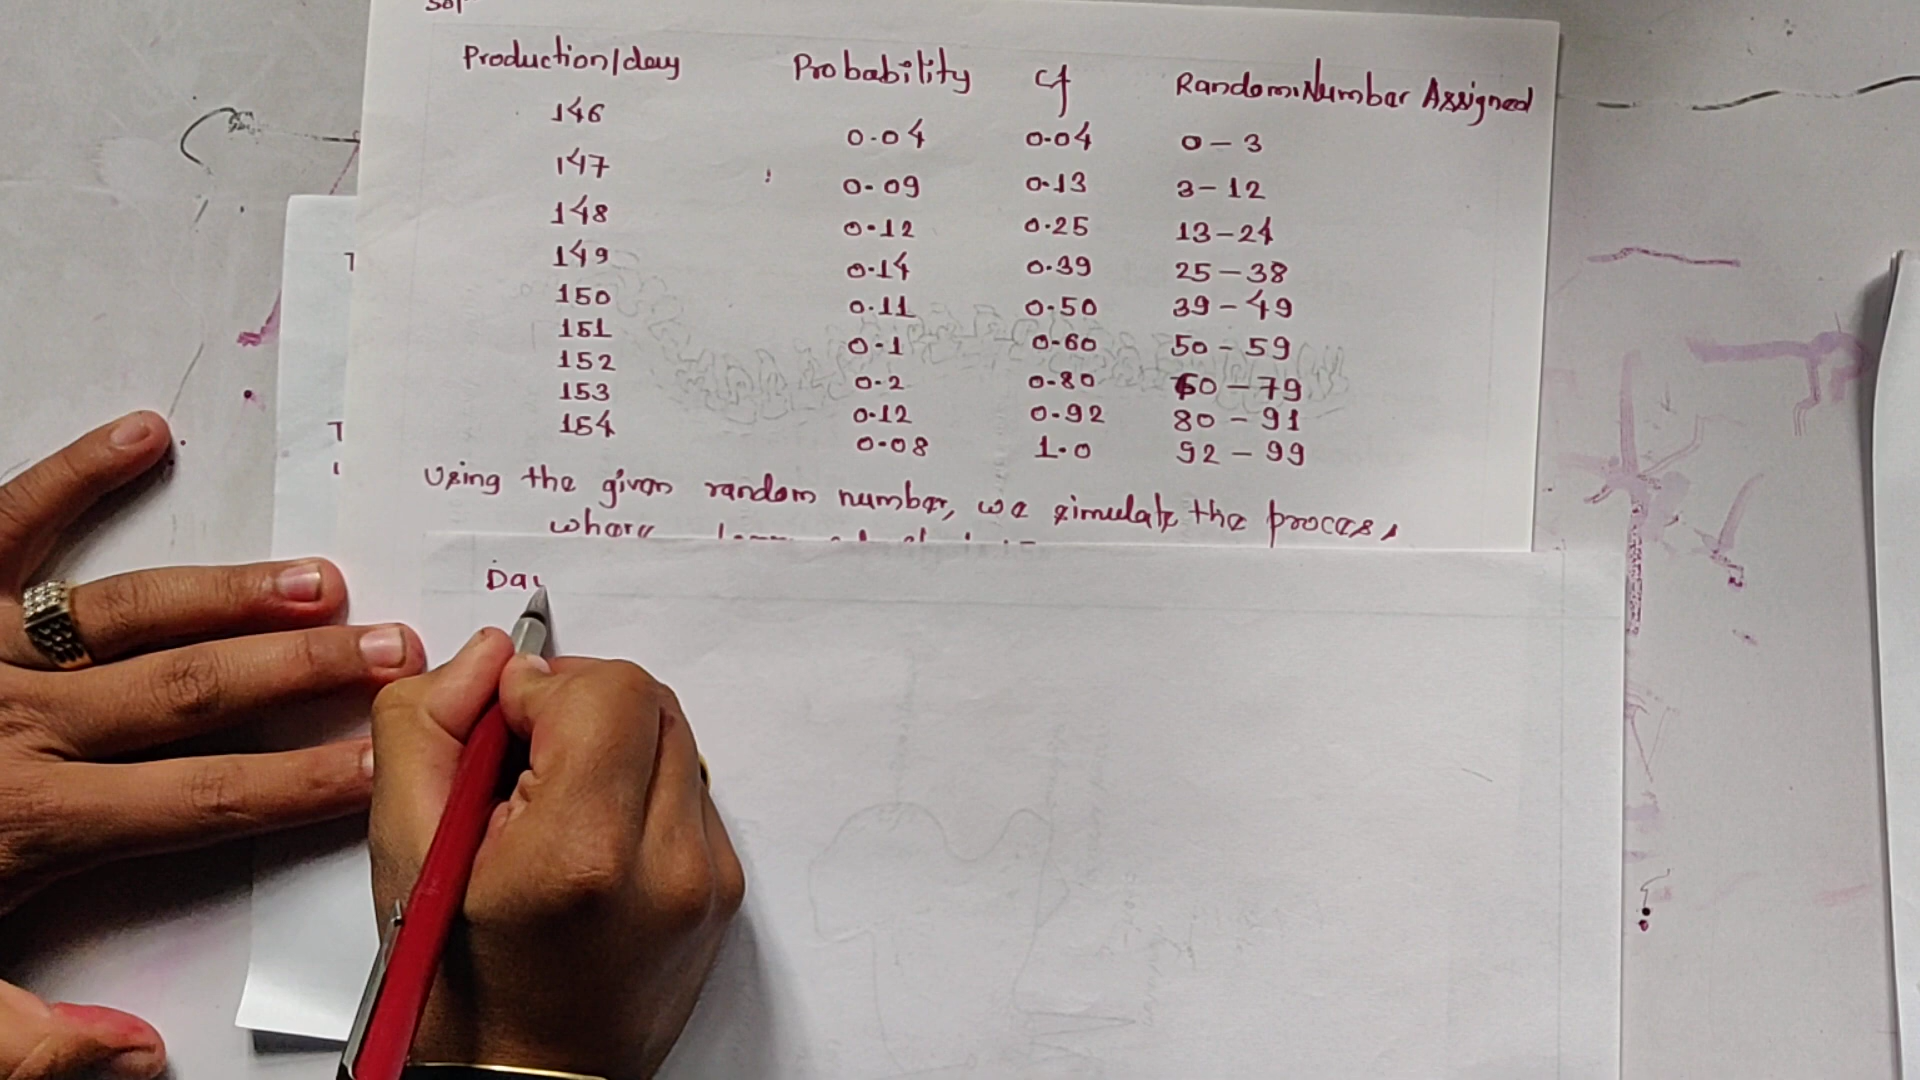 Sol
Production/day Probability cf Random Number Assigned
146 0.04 0.04 0-3
147 0.09 0.13 3-12
148 0.12 0.25 13-24
149 0.14 0.39 25-38
150 0.11 0.50 39-49
151 0.1 0.60 50-59
152 0.2 0.80 60-79
153 0.12 0.92 80-91
154 0.08 1.0 92-99
Using the given random number, we simulate the process,
where
Day